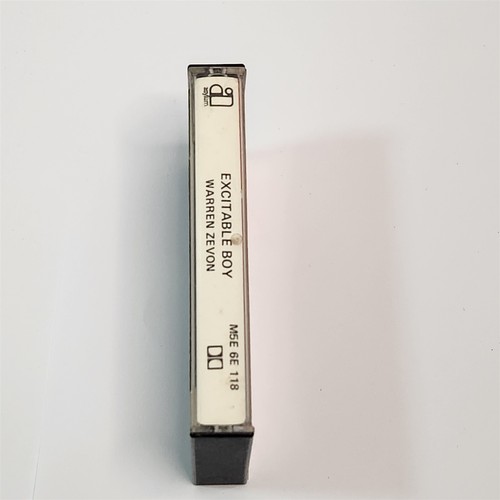 asylum
EXCITABLE BOY
WARREN ZEVON
M5E 6E 118